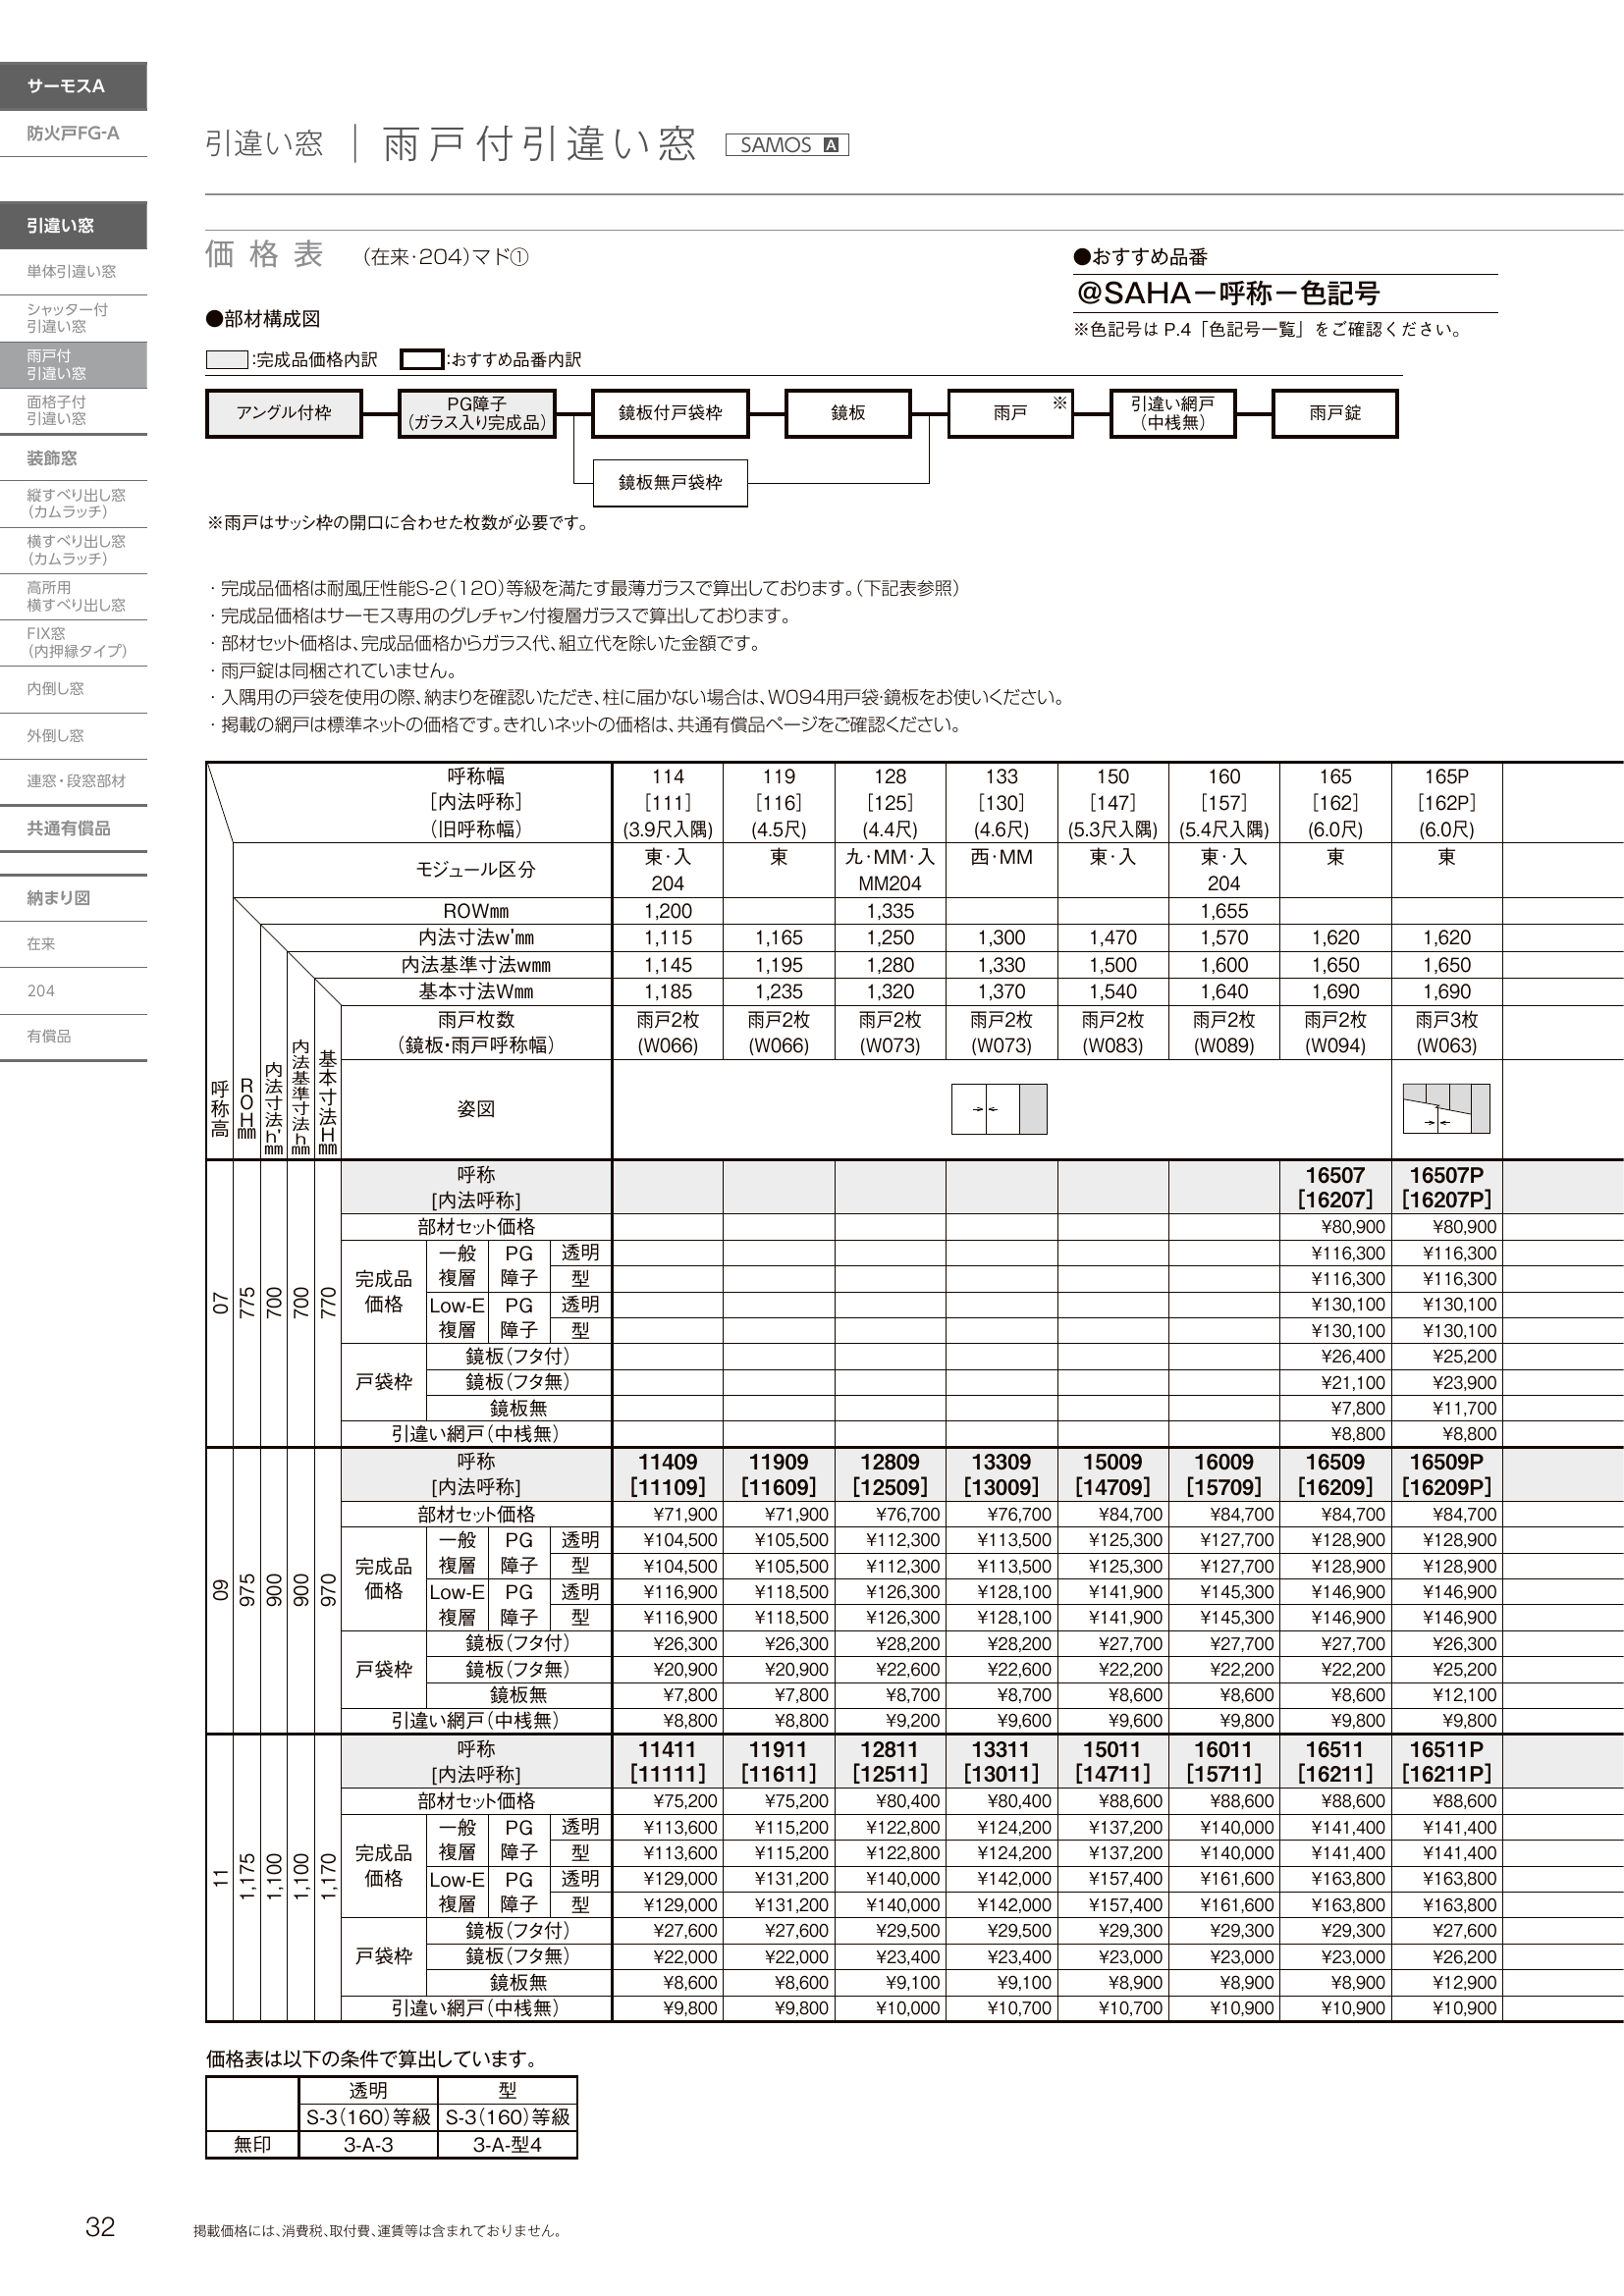 サーモスA
防火戸FG-A
引違い窓
単体引違い窓
シャッター付
引違い窓
雨戸付
引違い窓
面格子付
引違い窓
装飾窓
縦すべり出し窓
(カムラッチ)
横すべり出し窓
(カムラッチ)
高所用
横すべり出し窓
FIX窓
(内押縁タイプ)
内倒し窓
外倒し窓
連窓・段窓部材
共通有償品
納まり図
在来
204
有償品
引違い窓 | 雨戸付引違い窓 SAMOS A
価格表 (在来・204)マド①
●おすすめ品番
@SAHA－呼称－色記号
※色記号は P.4「色記号一覧」をご確認ください。
●部材構成図
:完成品価格内訳 :おすすめ品番内訳
アングル付枠 PG障子 (ガラス入り完成品) 鏡板付戸袋枠 鏡板 雨戸 ※ 引違い網戸 (中桟無) 雨戸錠
鏡板無戸袋枠
※雨戸はサッシ枠の開口に合わせた枚数が必要です。
・完成品価格は耐風圧性能S-2(120)等級を満たす最薄ガラスで算出しております。(下記表参照)
・完成品価格はサーモス専用のグレチャン付複層ガラスで算出しております。
・部材セット価格は、完成品価格からガラス代、組立代を除いた金額です。
・雨戸錠は同梱されていません。
・入隅用の戸袋を使用の際、納まりを確認いただき、柱に届かない場合は、W094用戸袋・鏡板をお使いください。
・掲載の網戸は標準ネットの価格です。きれいネットの価格は、共通有償品ページをご確認ください。
呼称幅 114 119 128 133 150 160 165 165P
[内法呼称] [111] [116] [125] [130] [147] [157] [162] [162P]
(旧呼称幅) (3.9尺入隅) (4.5尺) (4.4尺) (4.6尺) (5.3尺入隅) (5.4尺入隅) (6.0尺) (6.0尺)
モジュール区分 東・入 204 東 九・MM・入 MM204 西・MM 東・入 東・入 204 東 東
ROWmm 1,200 1,335 1,655
内法寸法w'mm 1,115 1,165 1,250 1,300 1,470 1,570 1,620 1,620
内法基準寸法wmm 1,145 1,195 1,280 1,330 1,500 1,600 1,650 1,650
基本寸法Wmm 1,185 1,235 1,320 1,370 1,540 1,640 1,690 1,690
雨戸枚数 雨戸2枚 雨戸2枚 雨戸2枚 雨戸2枚 雨戸2枚 雨戸2枚 雨戸2枚 雨戸3枚
(鏡板・雨戸呼称幅) (W066) (W066) (W073) (W073) (W083) (W089) (W094) (W063)
呼称高 ROHmm 内法寸法h'mm 内法基準寸法hmm 基本寸法Hmm
姿図
07 775 700 700 770
呼称 16507 16507P
[内法呼称] [16207] [16207P]
部材セット価格 ¥80,900 ¥80,900
完成品価格 一般複層 PG障子 透明 ¥116,300 ¥116,300
型 ¥116,300 ¥116,300
Low-E複層 PG障子 透明 ¥130,100 ¥130,100
型 ¥130,100 ¥130,100
戸袋枠 鏡板(フタ付) ¥26,400 ¥25,200
鏡板(フタ無) ¥21,100 ¥23,900
鏡板無 ¥7,800 ¥11,700
引違い網戸(中桟無) ¥8,800 ¥8,800
09 975 900 900 970
呼称 11409 11909 12809 13309 15009 16009 16509 16509P
[内法呼称] [11109] [11609] [12509] [13009] [14709] [15709] [16209] [16209P]
部材セット価格 ¥71,900 ¥71,900 ¥76,700 ¥76,700 ¥84,700 ¥84,700 ¥84,700 ¥84,700
完成品価格 一般複層 PG障子 透明 ¥104,500 ¥105,500 ¥112,300 ¥113,500 ¥125,300 ¥127,700 ¥128,900 ¥128,900
型 ¥104,500 ¥105,500 ¥112,300 ¥113,500 ¥125,300 ¥127,700 ¥128,900 ¥128,900
Low-E複層 PG障子 透明 ¥116,900 ¥118,500 ¥126,300 ¥128,100 ¥141,900 ¥145,300 ¥146,900 ¥146,900
型 ¥116,900 ¥118,500 ¥126,300 ¥128,100 ¥141,900 ¥145,300 ¥146,900 ¥146,900
戸袋枠 鏡板(フタ付) ¥26,300 ¥26,300 ¥28,200 ¥28,200 ¥27,700 ¥27,700 ¥27,700 ¥26,300
鏡板(フタ無) ¥20,900 ¥20,900 ¥22,600 ¥22,600 ¥22,200 ¥22,200 ¥22,200 ¥25,200
鏡板無 ¥7,800 ¥7,800 ¥8,700 ¥8,700 ¥8,600 ¥8,600 ¥8,600 ¥12,100
引違い網戸(中桟無) ¥8,800 ¥8,800 ¥9,200 ¥9,600 ¥9,600 ¥9,800 ¥9,800 ¥9,800
11 1,175 1,100 1,100 1,170
呼称 11411 11911 12811 13311 15011 16011 16511 16511P
[内法呼称] [11111] [11611] [12511] [13011] [14711] [15711] [16211] [16211P]
部材セット価格 ¥75,200 ¥75,200 ¥80,400 ¥80,400 ¥88,600 ¥88,600 ¥88,600 ¥88,600
完成品価格 一般複層 PG障子 透明 ¥113,600 ¥115,200 ¥122,800 ¥124,200 ¥137,200 ¥140,000 ¥141,400 ¥141,400
型 ¥113,600 ¥115,200 ¥122,800 ¥124,200 ¥137,200 ¥140,000 ¥141,400 ¥141,400
Low-E複層 PG障子 透明 ¥129,000 ¥131,200 ¥140,000 ¥142,000 ¥157,400 ¥161,600 ¥163,800 ¥163,800
型 ¥129,000 ¥131,200 ¥140,000 ¥142,000 ¥157,400 ¥161,600 ¥163,800 ¥163,800
戸袋枠 鏡板(フタ付) ¥27,600 ¥27,600 ¥29,500 ¥29,500 ¥29,300 ¥29,300 ¥29,300 ¥27,600
鏡板(フタ無) ¥22,000 ¥22,000 ¥23,400 ¥23,400 ¥23,000 ¥23,000 ¥23,000 ¥26,200
鏡板無 ¥8,600 ¥8,600 ¥9,100 ¥9,100 ¥8,900 ¥8,900 ¥8,900 ¥12,900
引違い網戸(中桟無) ¥9,800 ¥9,800 ¥10,000 ¥10,700 ¥10,700 ¥10,900 ¥10,900 ¥10,900
価格表は以下の条件で算出しています。
透明 型
S-3(160)等級 S-3(160)等級
無印 3-A-3 3-A-型4
32
掲載価格には、消費税、取付費、運賃等は含まれておりません。